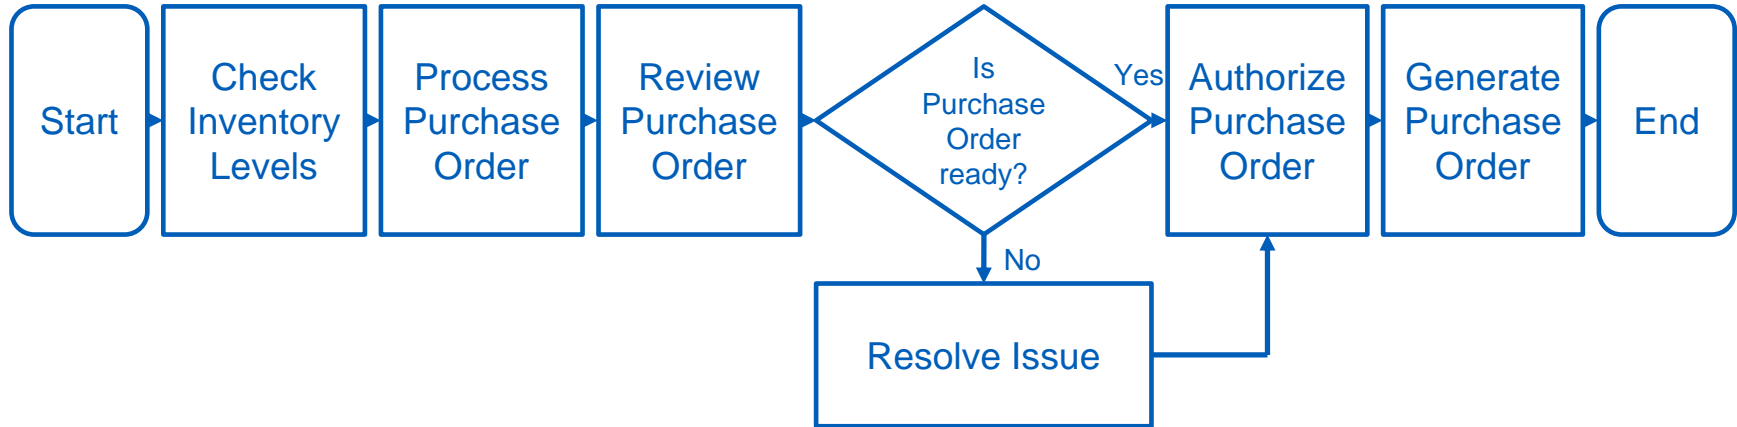 Start
Check
Inventory
Levels
Process
Purchase
Order
Review
Purchase
Order
Is
Purchase
Order
ready?
Yes
No
Resolve Issue
Authorize
Purchase
Order
Generate
Purchase
Order
End